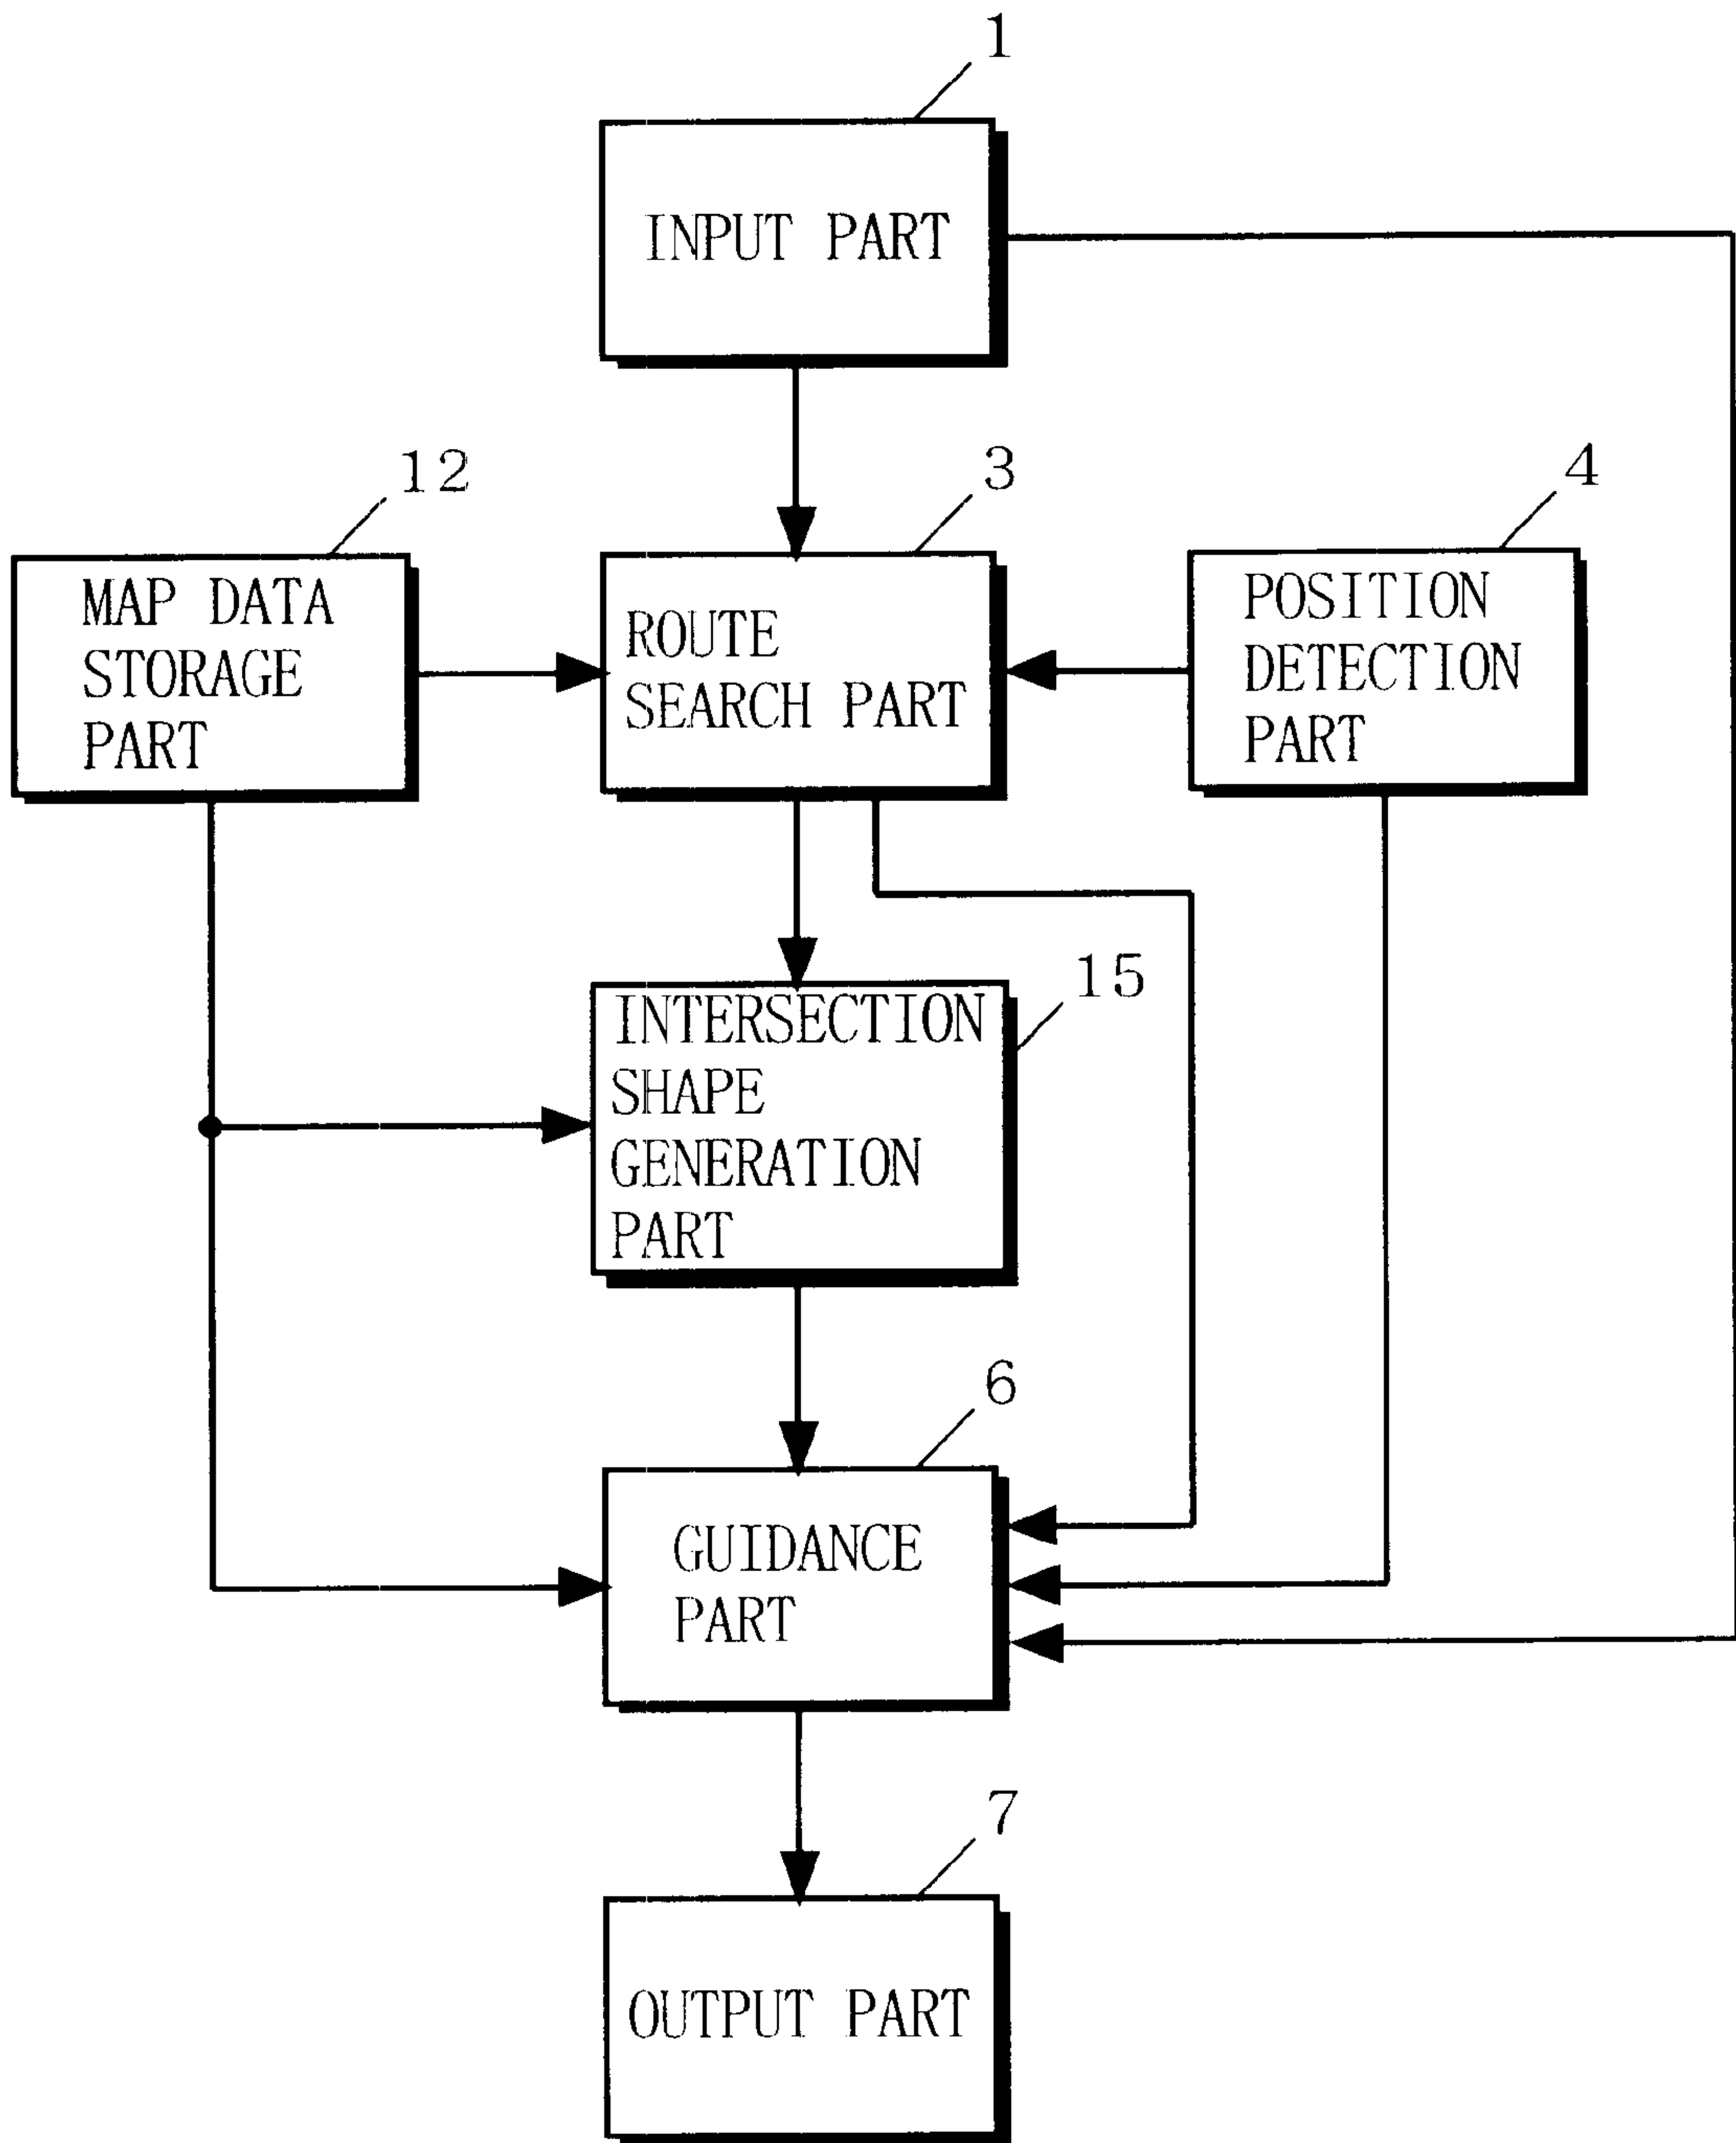 1
INPUT PART
12
MAP DATA
STORAGE
PART
3
ROUTE
SEARCH PART
4
POSITION
DETECTION
PART
15
INTERSECTION
SHAPE
GENERATION
PART
6
GUIDANCE
PART
7
OUTPUT PART